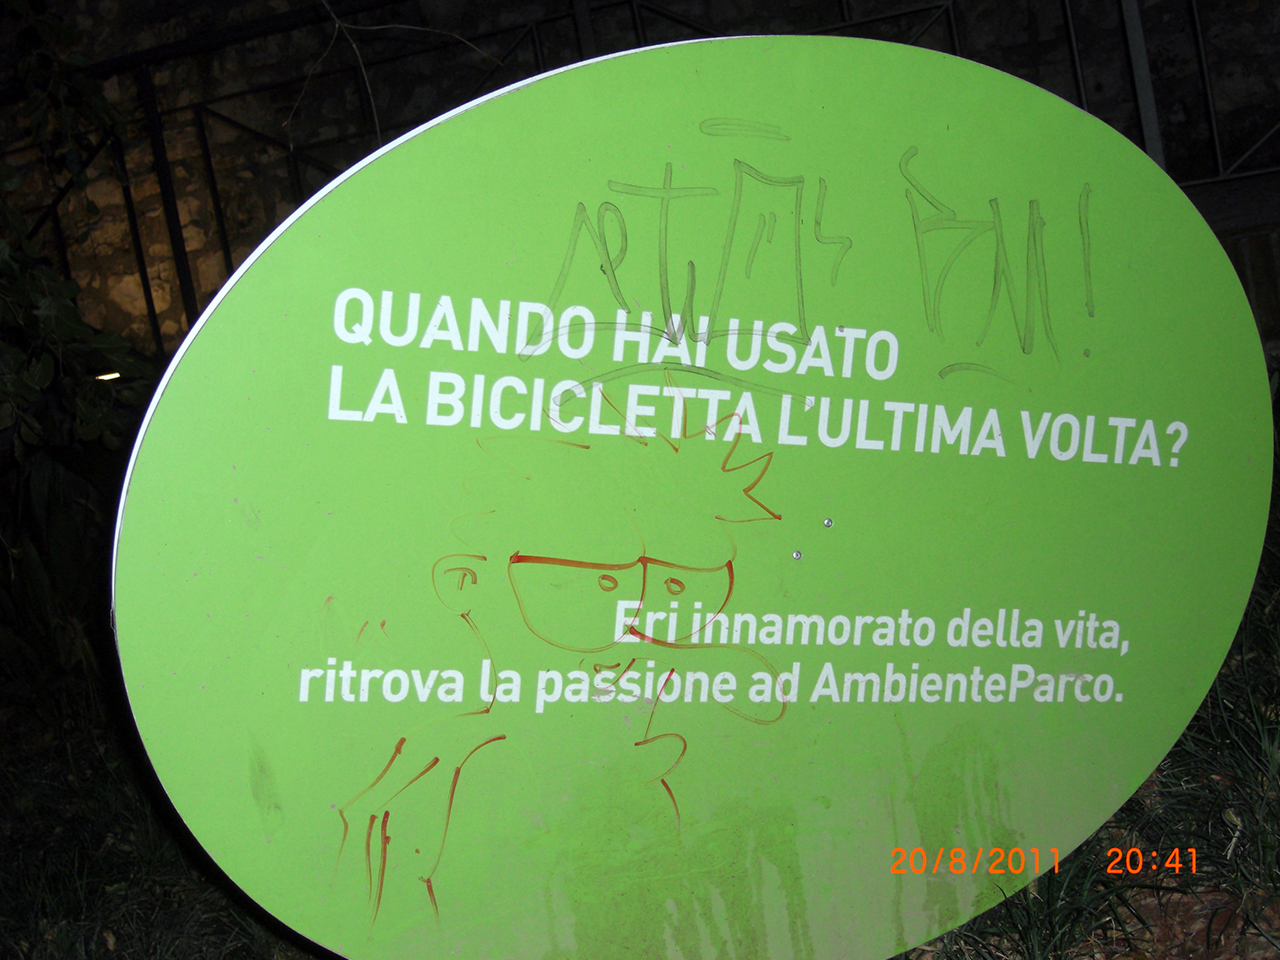 QUANDO HAI USATO
LA BICICLETTA L'ULTIMA VOLTA?
Eri innamorato della vita,
ritrova la passione ad AmbienteParco.
20/8/2011 20:41